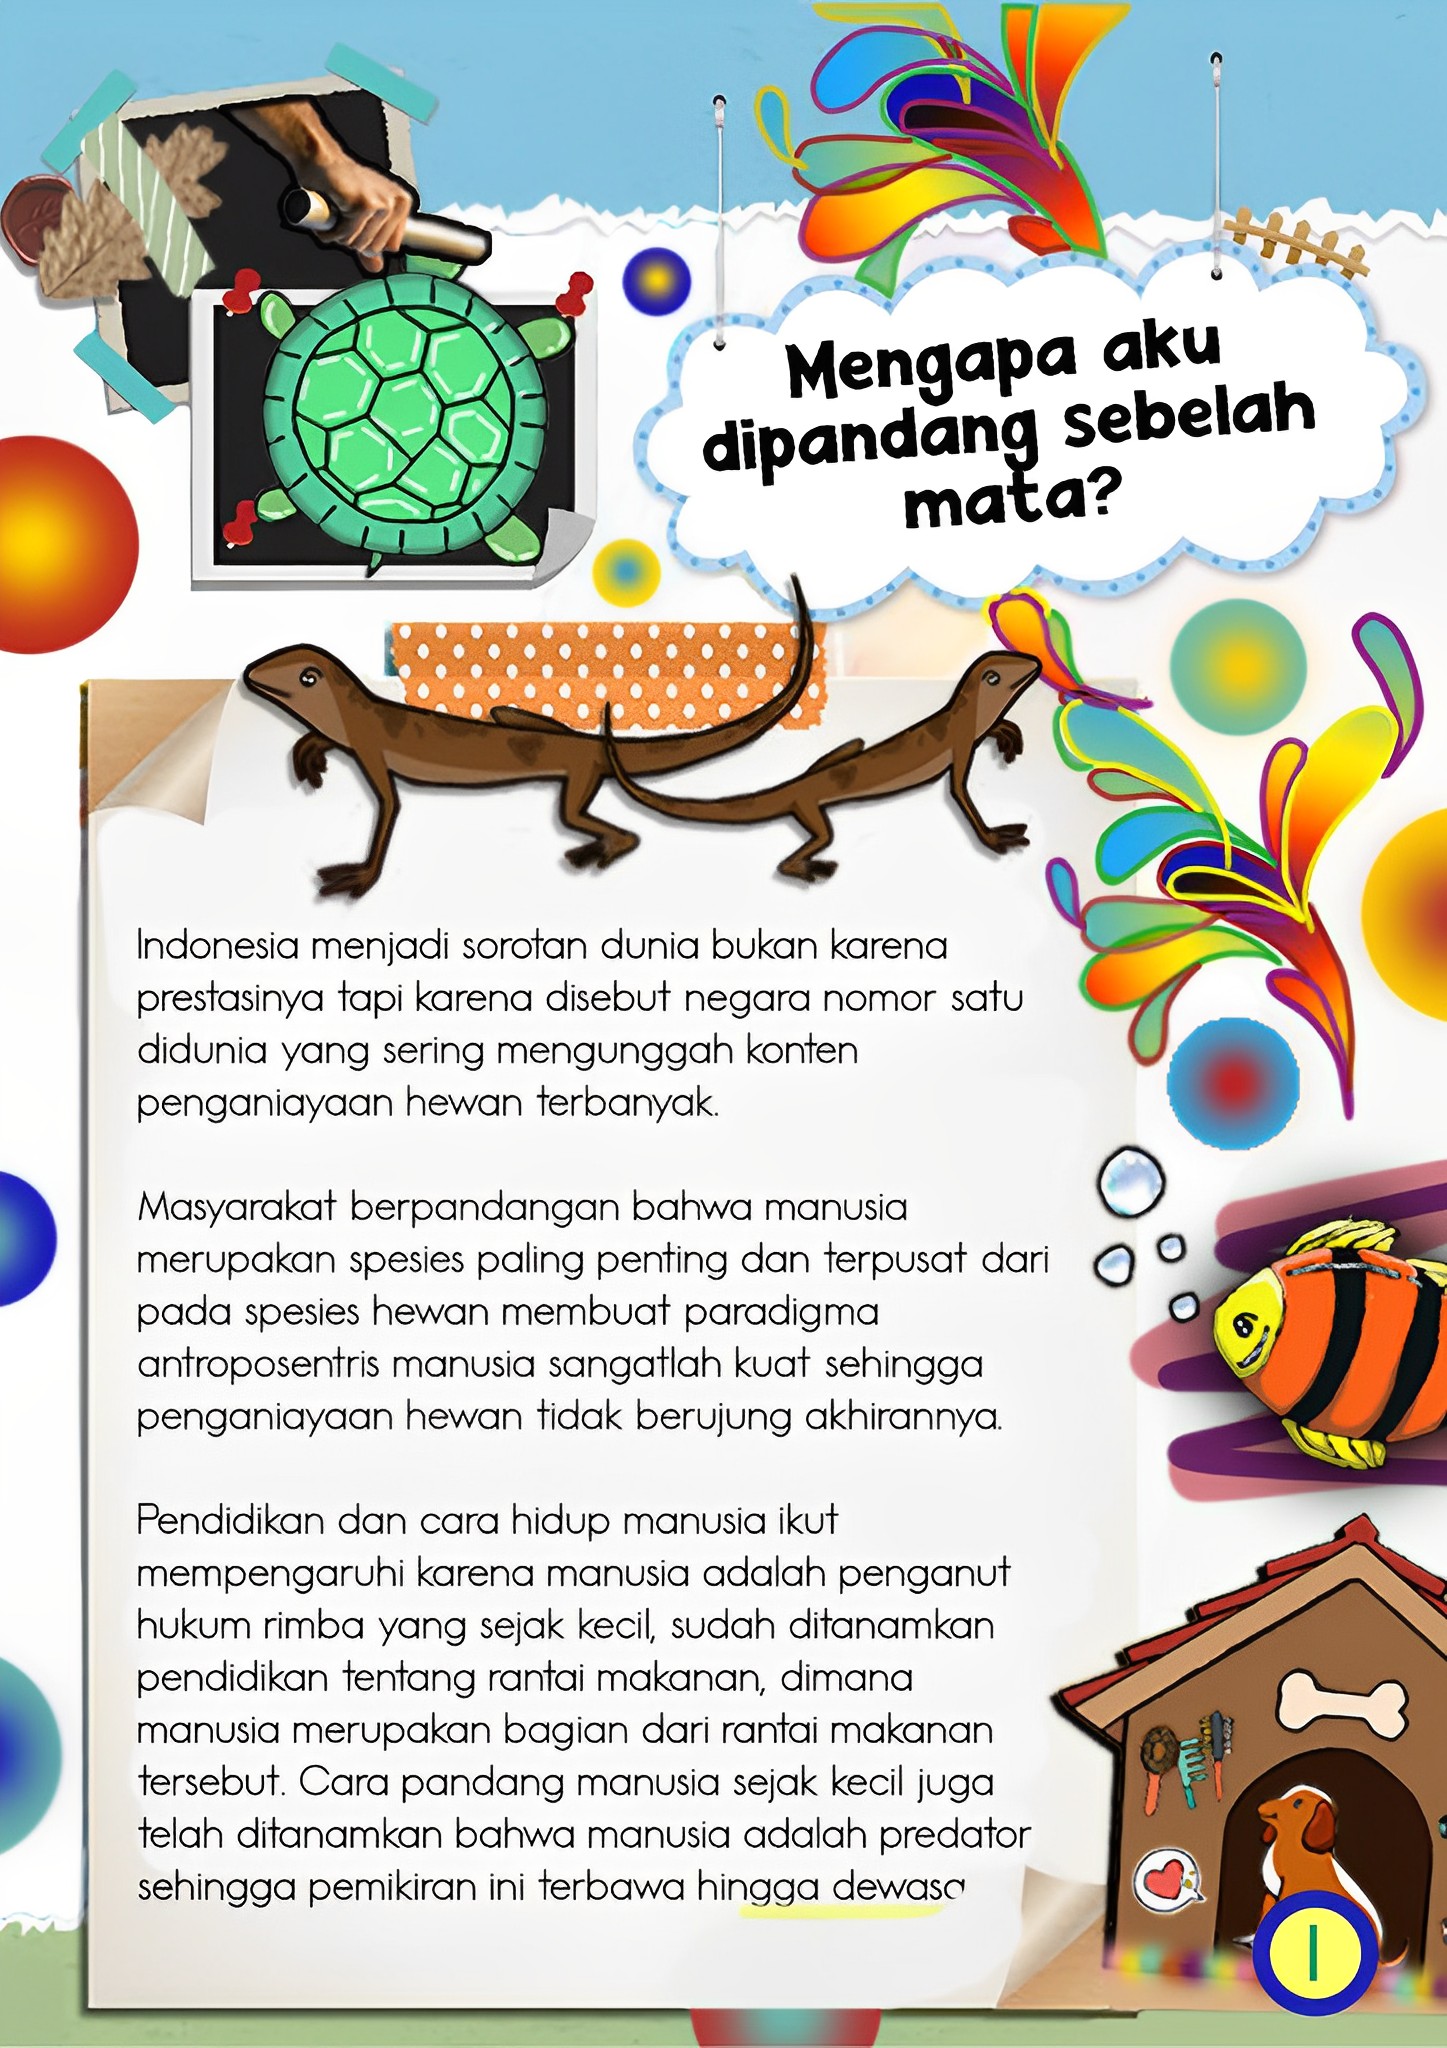 Mengapa aku
dipandang sebelah
mata?
Indonesia menjadi sorotan dunia bukan karena
prestasinya tapi karena disebut negara nomor satu
didunia yang sering mengunggah konten
penganiayaan hewan terbanyak.
Masyarakat berpandangan bahwa manusia
merupakan spesies paling penting dan terpusat dari
pada spesies hewan membuat paradigma
antroposentris manusia sangatlah kuat sehingga
penganiayaan hewan tidak berujung akhirannya.
Pendidikan dan cara hidup manusia ikut
mempengaruhi karena manusia adalah penganut
hukum rimba yang sejak kecil, sudah ditanamkan
pendidikan tentang rantai makanan, dimana
manusia merupakan bagian dari rantai makanan
tersebut. Cara pandang manusia sejak kecil juga
telah ditanamkan bahwa manusia adalah predator
sehingga pemikiran ini terbawa hingga dewasa
1